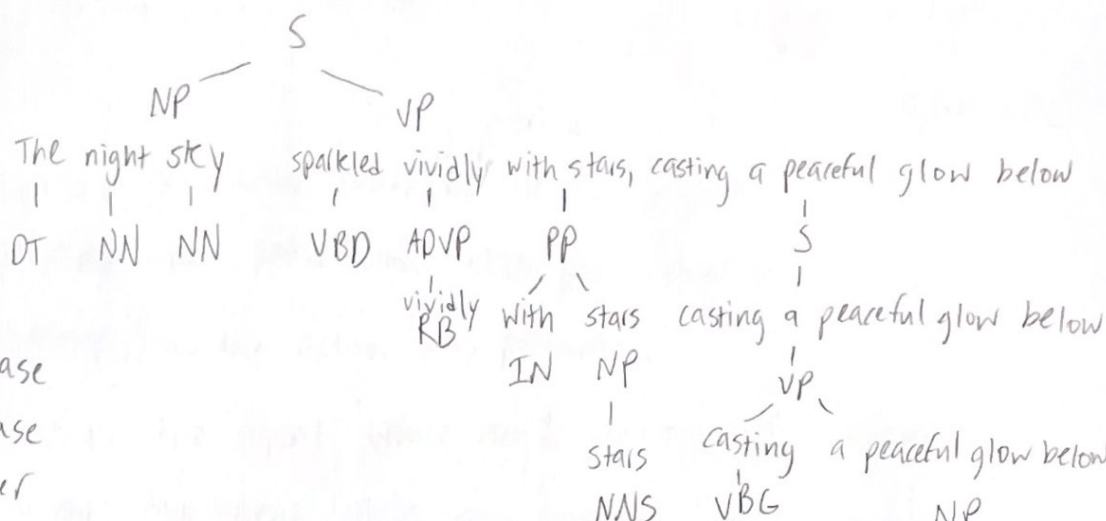 S
NP VP
The night sky sparkled vividly with stars, casting a peaceful glow below
DT NN NN VBD ADVP PP S
vividly with stars casting a peaceful glow below
RB IN NP VP
ase
ase
stars casting a peaceful glow below
er
NNS VBG NP